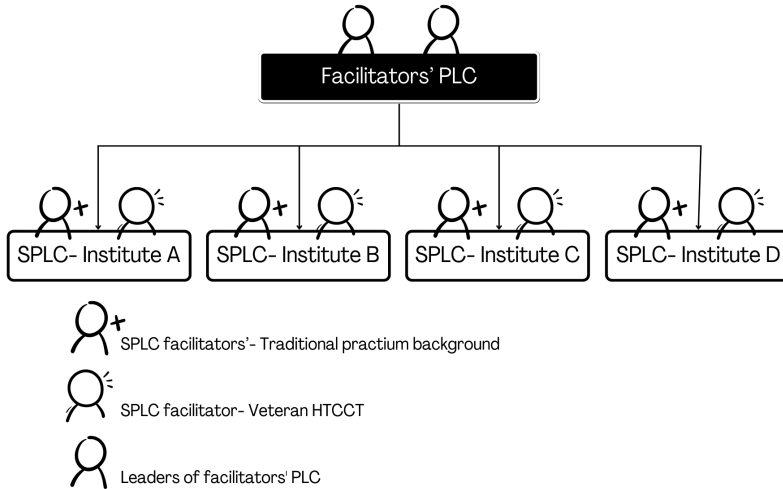 Facilitators' PLC
SPLC- Institute A
SPLC- Institute B
SPLC- Institute C
SPLC- Institute D
SPLC facilitators'- Traditional practium background
SPLC facilitator- Veteran HTCCT
Leaders of facilitators' PLC